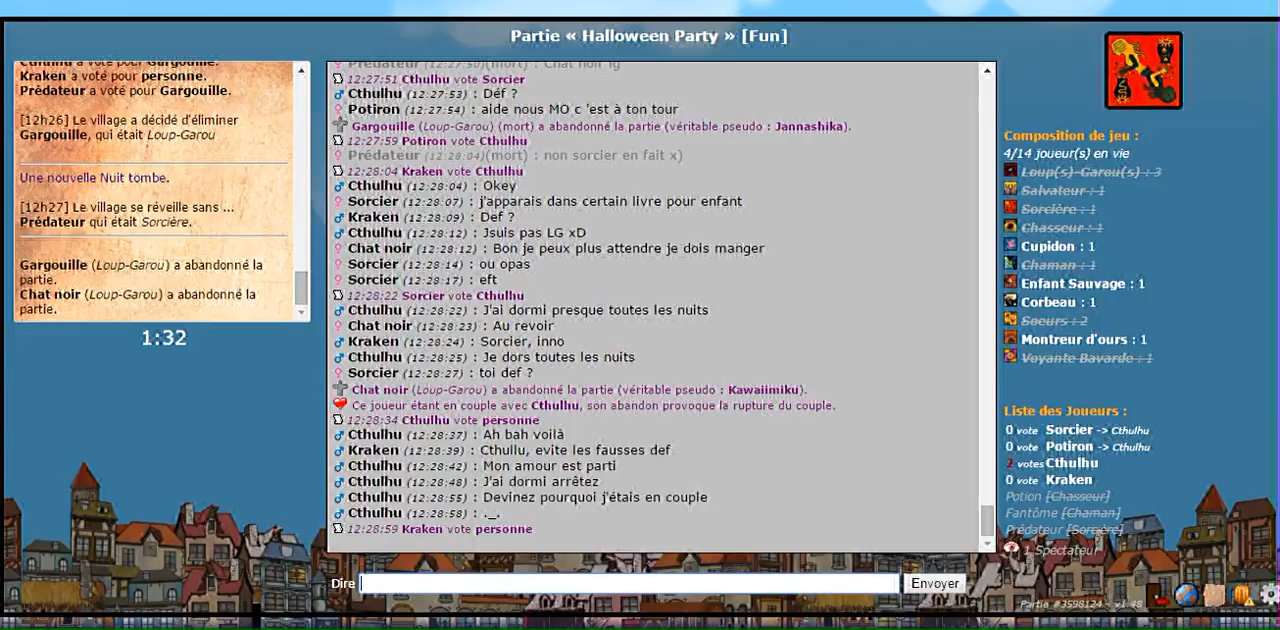 Partie « Halloween Party » [Fun]
Cthulhu a voté pour Gargouille.
Kraken a voté pour personne.
Prédateur a voté pour Gargouille.
[12h26] Le village a décidé d'éliminer
Gargouille, qui était Loup-Garou
Une nouvelle Nuit tombe.
[12h27] Le village se réveille sans ...
Prédateur qui était Sorcière.
Gargouille (Loup-Garou) a abandonné la
partie.
Chat noir (Loup-Garou) a abandonné la
partie.
1:32
Prédateur (12:27:50)(mort) : Chat noir lg
12:27:51 Cthulhu vote Sorcier
Cthulhu (12:27:53) : Déf ?
Potiron (12:27:54) : aide nous MO c 'est à ton tour
Gargouille (Loup-Garou) (mort) a abandonné la partie (véritable pseudo : Jannashika).
12:27:59 Potiron vote Cthulhu
Prédateur (12:28:04)(mort) : non sorcier en fait x)
12:28:04 Kraken vote Cthulhu
Cthulhu (12:28:04) : Okey
Sorcier (12:28:07) : j'apparais dans certain livre pour enfant
Kraken (12:28:09) : Def ?
Cthulhu (12:28:12) : Jsuls pas LG xD
Chat noir (12:28:12) : Bon je peux plus attendre je dois manger
Sorcier (12:28:14) : ou opas
Sorcier (12:28:17) : eft
12:28:22 Sorcier vote Cthulhu
Cthulhu (12:28:22) : J'ai dormi presque toutes les nuits
Chat noir (12:28:23) : Au revoir
Kraken (12:28:24) : Sorcier, inno
Cthulhu (12:28:25) : Je dors toutes les nuits
Sorcier (12:28:27) : toi def ?
Chat noir (Loup-Garou) a abandonné la partie (véritable pseudo : Kawaiimiku).
Ce joueur étant en couple avec Cthulhu, son abandon provoque la rupture du couple.
12:28:34 Cthulhu vote personne
Cthulhu (12:28:37) : Ah bah voilà
Kraken (12:28:39) : Cthullu, evite les fausses def
Cthulhu (12:28:42) : Mon amour est parti
Cthulhu (12:28:48) : J'ai dormi arrêtez
Cthulhu (12:28:55) : Devinez pourquoi j'étais en couple
Cthulhu (12:28:58) : ._.
12:28:59 Kraken vote personne
Dire
Envoyer
Composition de jeu :
4/14 joueur(s) en vie
Loup(s)-Garou(s) : 3
Salvateur : 1
Sorcière : 1
Chasseur : 1
Cupidon : 1
Chaman : 1
Enfant Sauvage : 1
Corbeau : 1
Soeurs : 2
Montreur d'ours : 1
Voyante Bavarde : 1
Liste des Joueurs :
0 vote Sorcier -> Cthulhu
0 vote Potiron -> Cthulhu
2 votes Cthulhu
0 vote Kraken
Potion [Chasseur]
Fantôme [Chaman]
Prédateur [Sorcière]
1 Spectateur
Partie #3598124 - v1.48